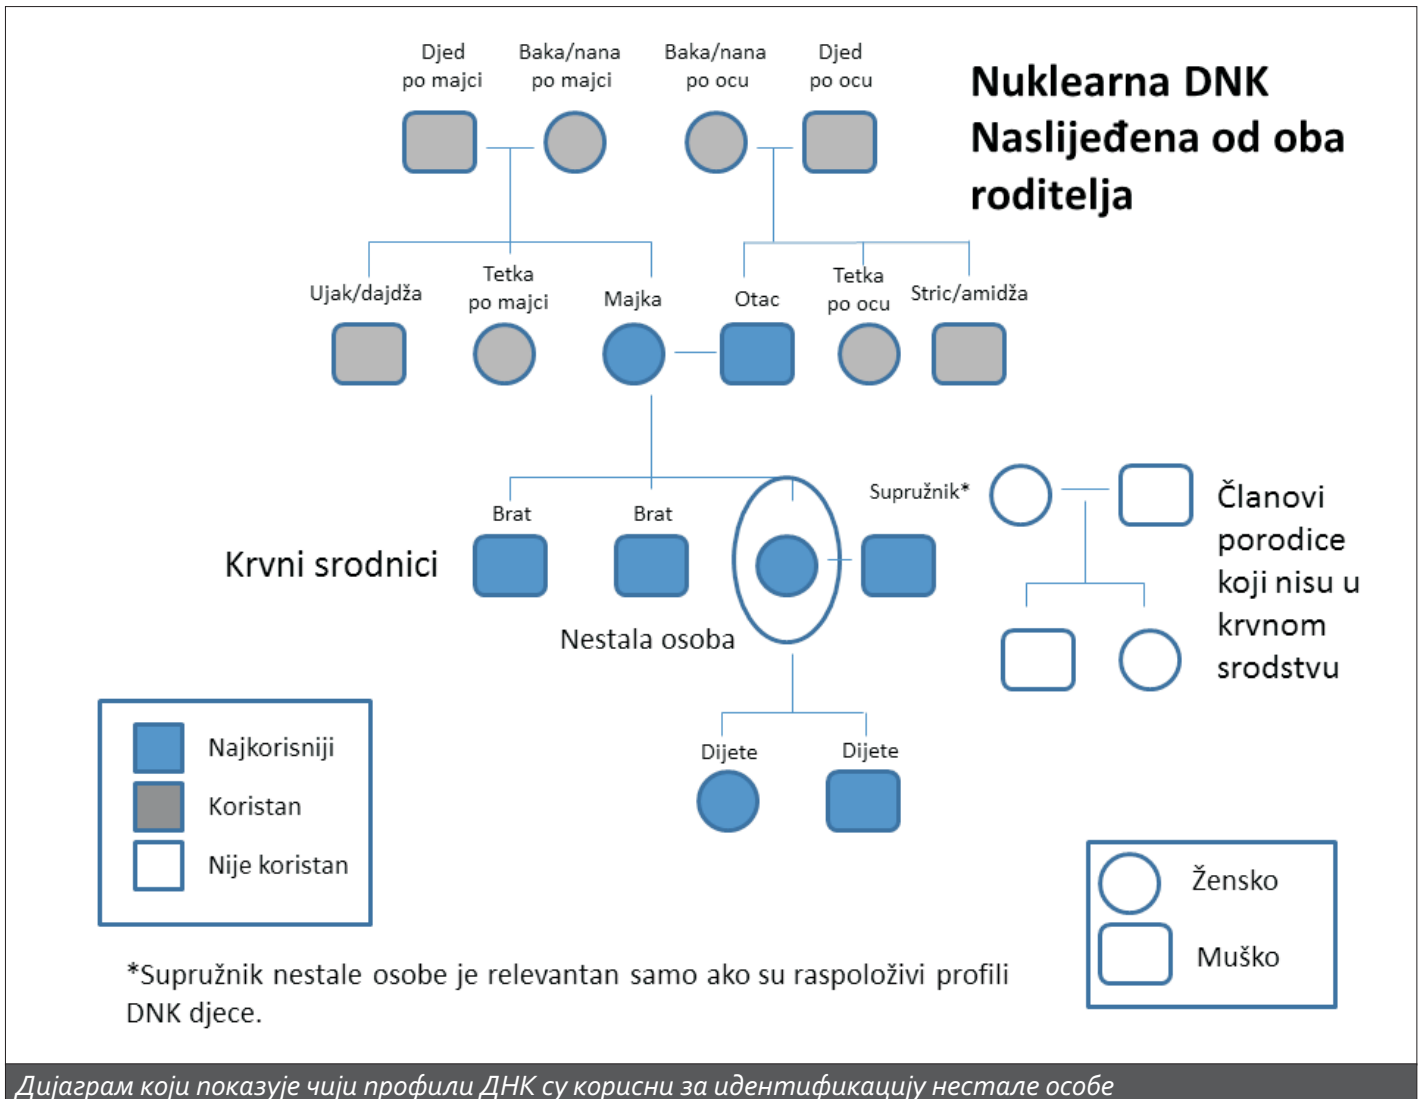 Djed
po majci
Baka/nana
po majci
Baka/nana
po ocu
Djed
po ocu
Nuklearna DNK
Naslijeđena od oba
roditelja
Ujak/dajdža
Tetka
po majci
Majka
Otac
Tetka
po ocu
Stric/amidža
Krvni srodnici
Brat
Brat
Nestala osoba
Supružnik*
Članovi
porodice
koji nisu u
krvnom
srodstvu
Dijete
Dijete
Najkorisniji
Koristan
Nije koristan
Žensko
Muško
*Supružnik nestale osobe je relevantan samo ako su raspoloživi profili
DNK djece.
Дијаграм који показује чији профили ДНК су корисни за идентификацију нестале особе